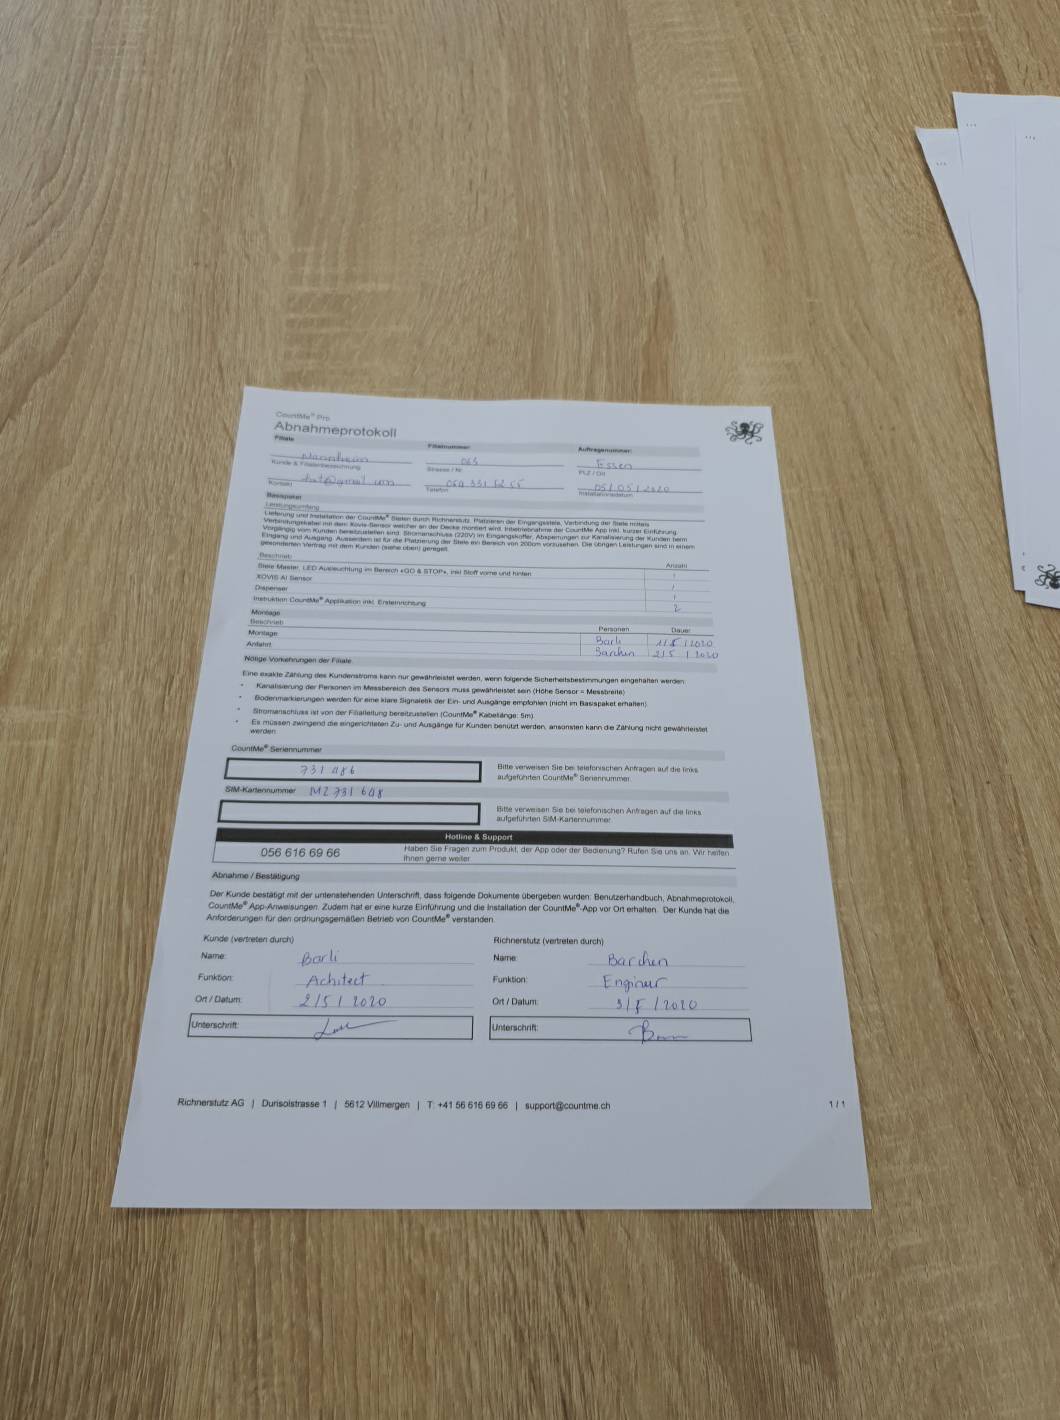 CountMe® Pro
Abnahmeprotokoll
Filiale Filialnummer: Auftragsnummer:
Mannheim 065 Essen
Kunde & Filialenbezeichnung Strasse / Nr. PLZ / Ort
@gmail 05/05/2020
Kontakt Telefon Installationsdatum
Basispaket
Leistungsumfang
Lieferung und Installation der CountMe® Stelen durch Richnerstutz. Platzieren der Eingangsstele, Verbindung der Stele mittels
Verbindungskabel mit dem Xovis-Sensor welcher an der Decke montiert wird. Inbetriebnahme der CountMe App inkl. kurzer Einführung.
Vorgängig vom Kunden bereitzustellen sind: Stromanschluss (220V) im Eingangskoffer, Absperrungen zur Kanalisierung der Kunden beim
Eingang und Ausgang. Ausserdem ist für die Platzierung der Stele ein Bereich von 200cm vorzusehen. Die übrigen Leistungen sind in einem
gesonderten Vertrag mit dem Kunden (siehe oben) geregelt.
Beschrieb Anzahl
Stele Master, LED Ausleuchtung im Bereich «GO & STOP», inkl Stoff vorne und hinten 1
XOVIS AI Sensor 1
Dispenser 1
Instruktion CountMe® Applikation inkl. Ersteinrichtung 2
Montage
Beschrieb Personen Dauer
Montage Barli 1/5/2020
Anfahrt Barchen 2/5/2020
Nötige Vorkehrungen der Filiale
Eine exakte Zählung des Kundenstroms kann nur gewährleistet werden, wenn folgende Sicherheitsbestimmungen eingehalten werden:
• Kanalisierung der Personen im Messbereich des Sensors muss gewährleistet sein (Höhe Sensor = Messbreite)
• Bodenmarkierungen werden für eine klare Signaletik der Ein- und Ausgänge empfohlen (nicht im Basispaket erhalten).
• Stromanschluss ist von der Filialleitung bereitzustellen (CountMe® Kabellänge: 5m)
• Es müssen zwingend die eingerichteten Zu- und Ausgänge für Kunden benützt werden, ansonsten kann die Zählung nicht gewährleistet
werden.
CountMe® Seriennummer
731 486 Bitte verweisen Sie bei telefonischen Anfragen auf die links
aufgeführten CountMe® Seriennummer.
SIM-Kartennummer MZ 731 648
Bitte verweisen Sie bei telefonischen Anfragen auf die links
aufgeführten SIM-Kartennummer.
Hotline & Support
056 616 69 66 Haben Sie Fragen zum Produkt, der App oder der Bedienung? Rufen Sie uns an. Wir helfen
Ihnen gerne weiter.
Abnahme / Bestätigung
Der Kunde bestätigt mit der untenstehenden Unterschrift, dass folgende Dokumente übergeben wurden: Benutzerhandbuch, Abnahmeprotokoll,
CountMe® App-Anweisungen. Zudem hat er eine kurze Einführung und die Installation der CountMe®-App vor Ort erhalten. Der Kunde hat die
Anforderungen für den ordnungsgemäßen Betrieb von CountMe® verstanden.
Kunde (vertreten durch) Richnerstutz (vertreten durch)
Name: Barli Name: Barchen
Funktion: Achitect Funktion: Enginer
Ort / Datum: 2/5/2020 Ort / Datum: 3/5/2020
Unterschrift: Unterschrift:
Richnerstutz AG | Durisolstrasse 1 | 5612 Villmergen | T: +41 56 616 69 66 | support@countme.ch 1 / 1